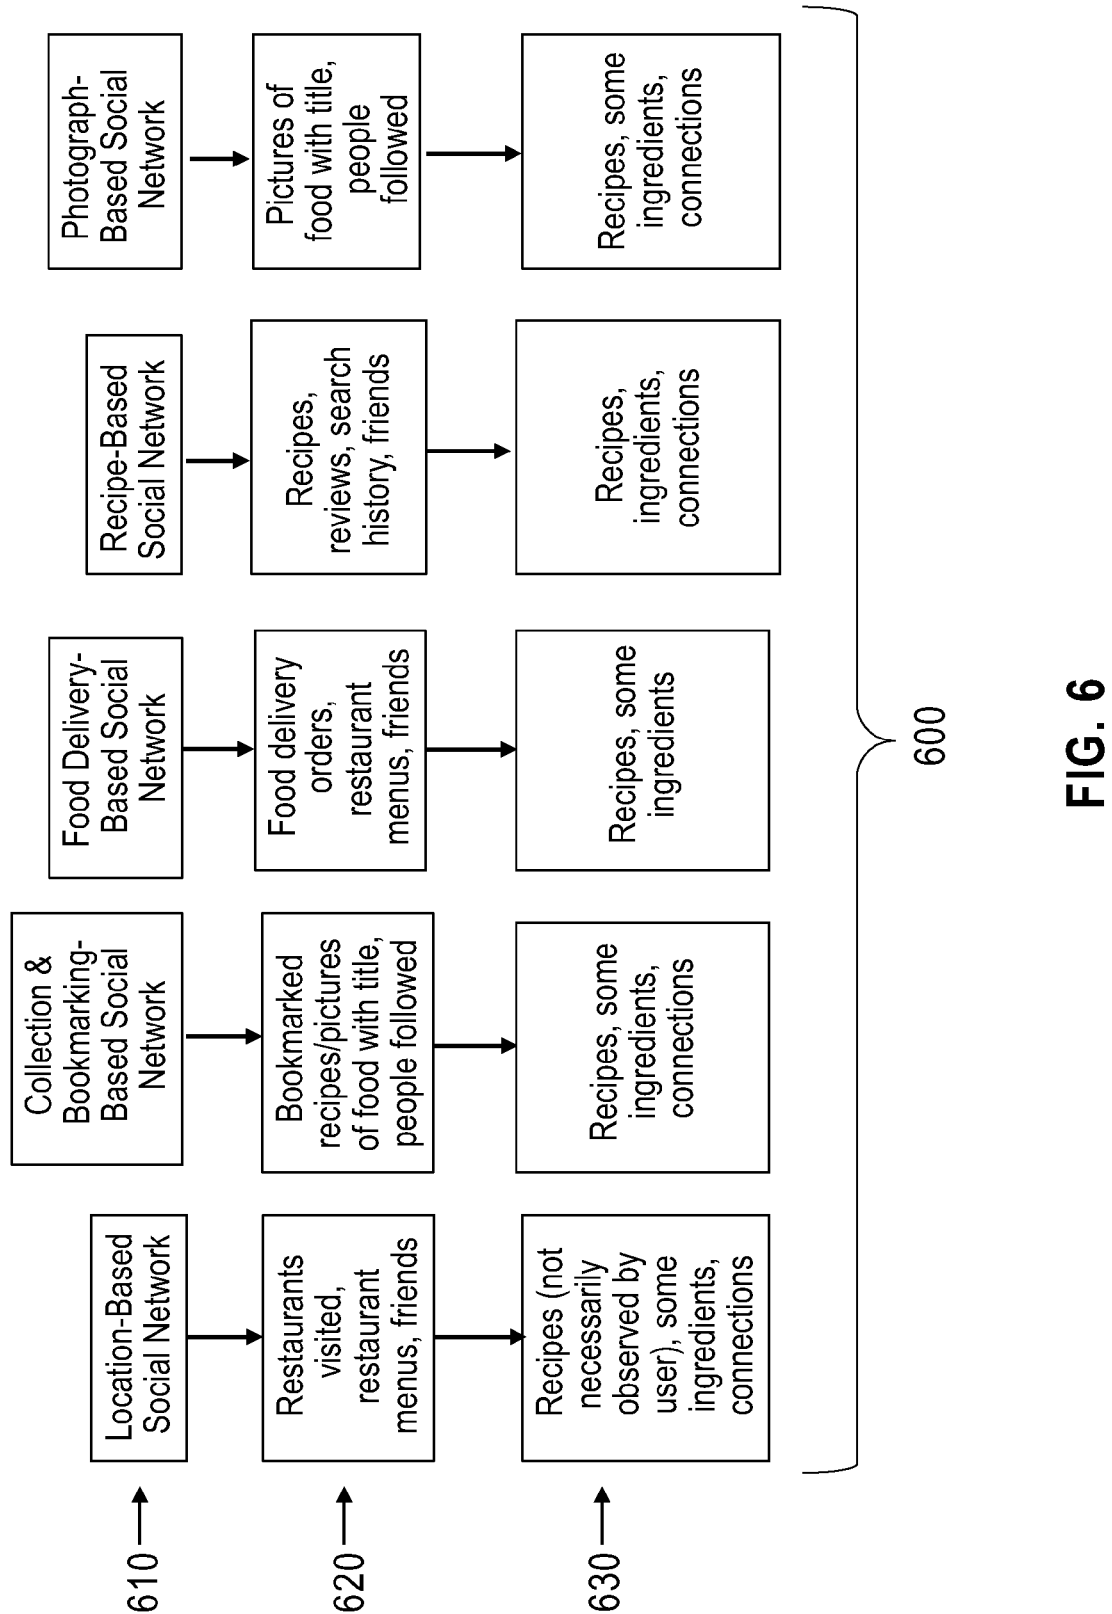 610
Location-Based
Social Network
Collection &
Bookmarking-
Based Social
Network
Food Delivery-
Based Social
Network
Recipe-Based
Social Network
Photograph-
Based Social
Network
620
Restaurants
visited,
restaurant
menus, friends
Bookmarked
recipes/pictures
of food with title,
people followed
Food delivery
orders,
restaurant
menus, friends
Recipes,
reviews, search
history, friends
Pictures of
food with title,
people
followed
630
Recipes (not
necessarily
observed by
user), some
ingredients,
connections
Recipes, some
ingredients,
connections
Recipes, some
ingredients
Recipes,
ingredients,
connections
Recipes, some
ingredients,
connections
600
FIG. 6